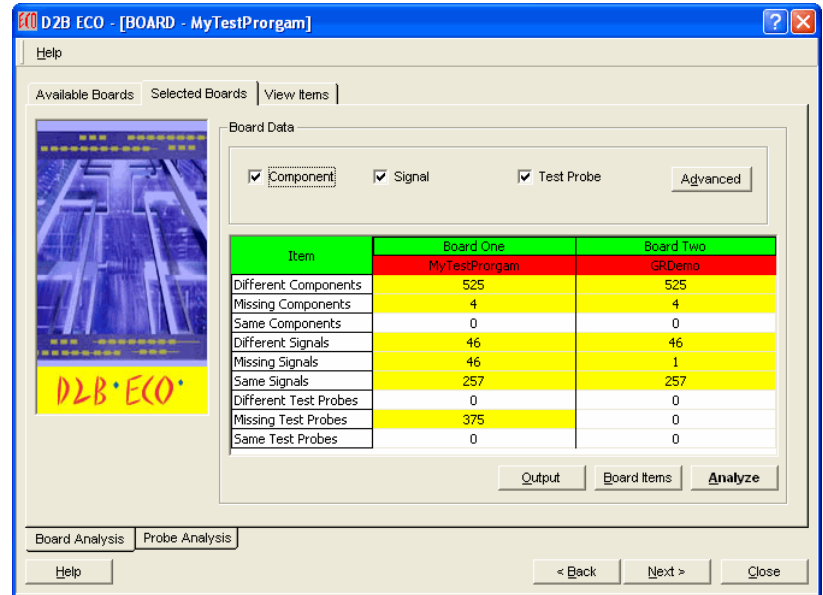 ECO D2B ECO - [BOARD - MyTestProrgam]
Help
Available Boards Selected Boards View Items
Board Data
Component Signal Test Probe Advanced
Item Board One Board Two
MyTestProrgam GRDemo
Different Components 525 525
Missing Components 4 4
Same Components 0 0
Different Signals 46 46
Missing Signals 46 1
Same Signals 257 257
Different Test Probes 0 0
Missing Test Probes 375 0
Same Test Probes 0 0
D2B·ECO·
Output Board Items Analyze
Board Analysis Probe Analysis
Help < Back Next > Close